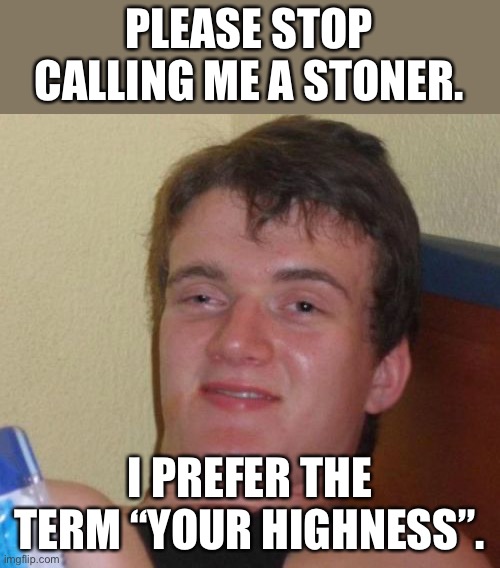 PLEASE STOP
CALLING ME A STONER.
I PREFER THE
TERM “YOUR HIGHNESS”.
imgflip.com